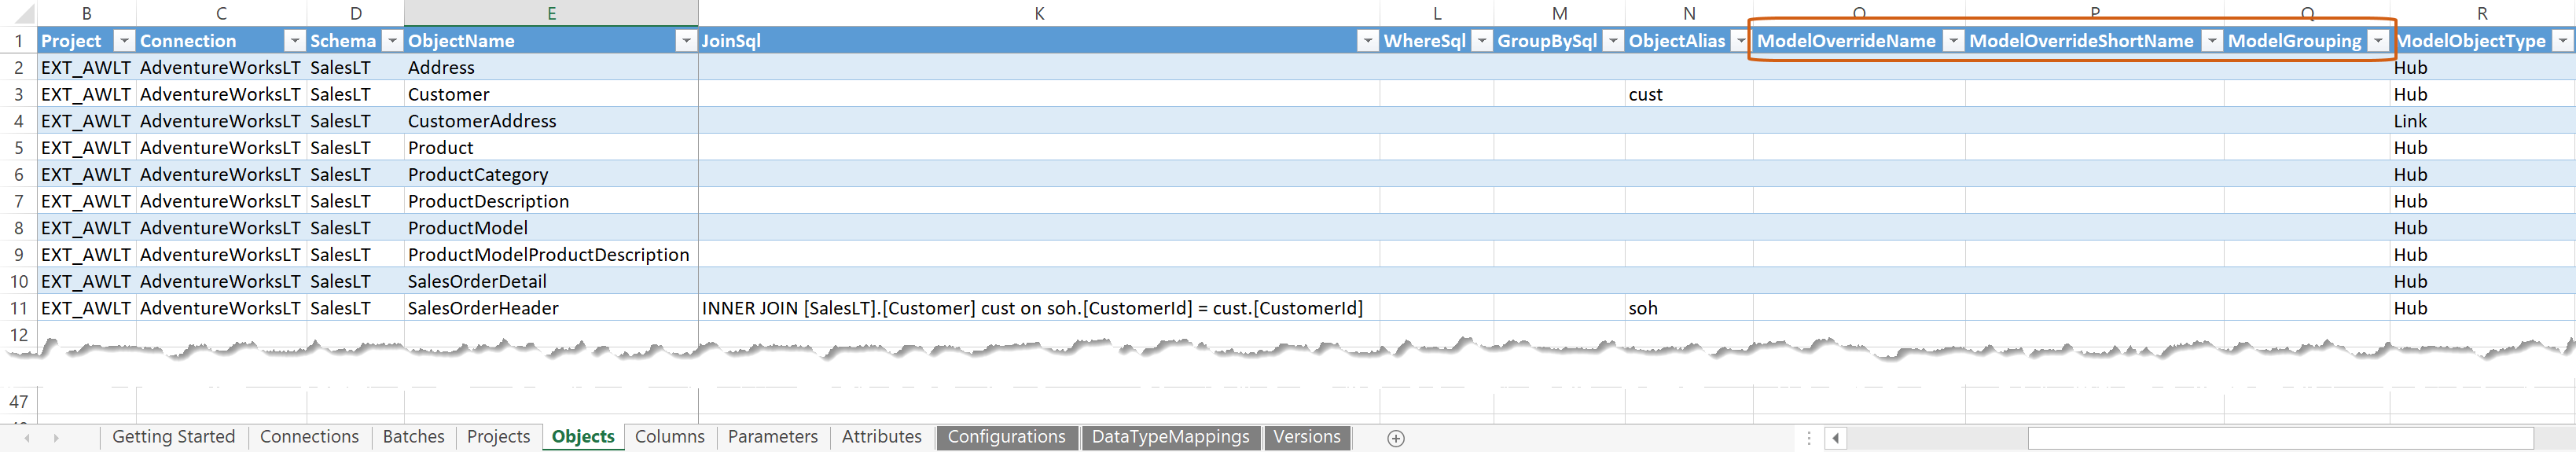 B C D E K L M N O P Q R
1 Project Connection Schema ObjectName JoinSql WhereSql GroupBySql ObjectAlias ModelOverrideName ModelOverrideShortName ModelGrouping ModelObjectType
2 EXT_AWLT AdventureWorksLT SalesLT Address Hub
3 EXT_AWLT AdventureWorksLT SalesLT Customer cust Hub
4 EXT_AWLT AdventureWorksLT SalesLT CustomerAddress Link
5 EXT_AWLT AdventureWorksLT SalesLT Product Hub
6 EXT_AWLT AdventureWorksLT SalesLT ProductCategory Hub
7 EXT_AWLT AdventureWorksLT SalesLT ProductDescription Hub
8 EXT_AWLT AdventureWorksLT SalesLT ProductModel Hub
9 EXT_AWLT AdventureWorksLT SalesLT ProductModelProductDescription Hub
10 EXT_AWLT AdventureWorksLT SalesLT SalesOrderDetail Hub
11 EXT_AWLT AdventureWorksLT SalesLT SalesOrderHeader INNER JOIN [SalesLT].[Customer] cust on soh.[CustomerId] = cust.[CustomerId] soh Hub
12
47
Getting Started Connections Batches Projects Objects Columns Parameters Attributes Configurations DataTypeMappings Versions